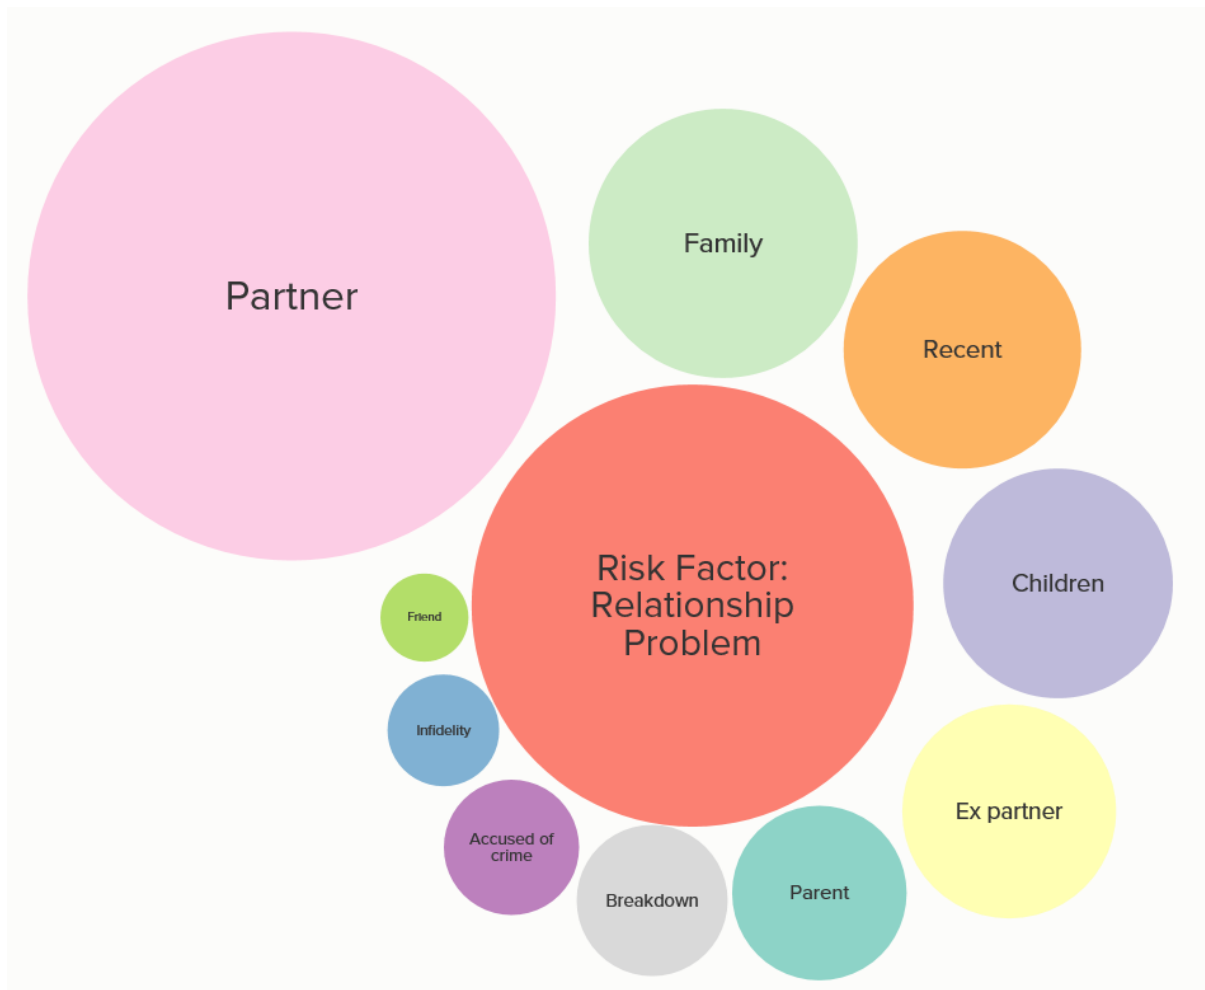 Partner
Family
Recent
Risk Factor:
Relationship
Problem
Children
Friend
Infidelity
Accused of
crime
Breakdown
Parent
Ex partner